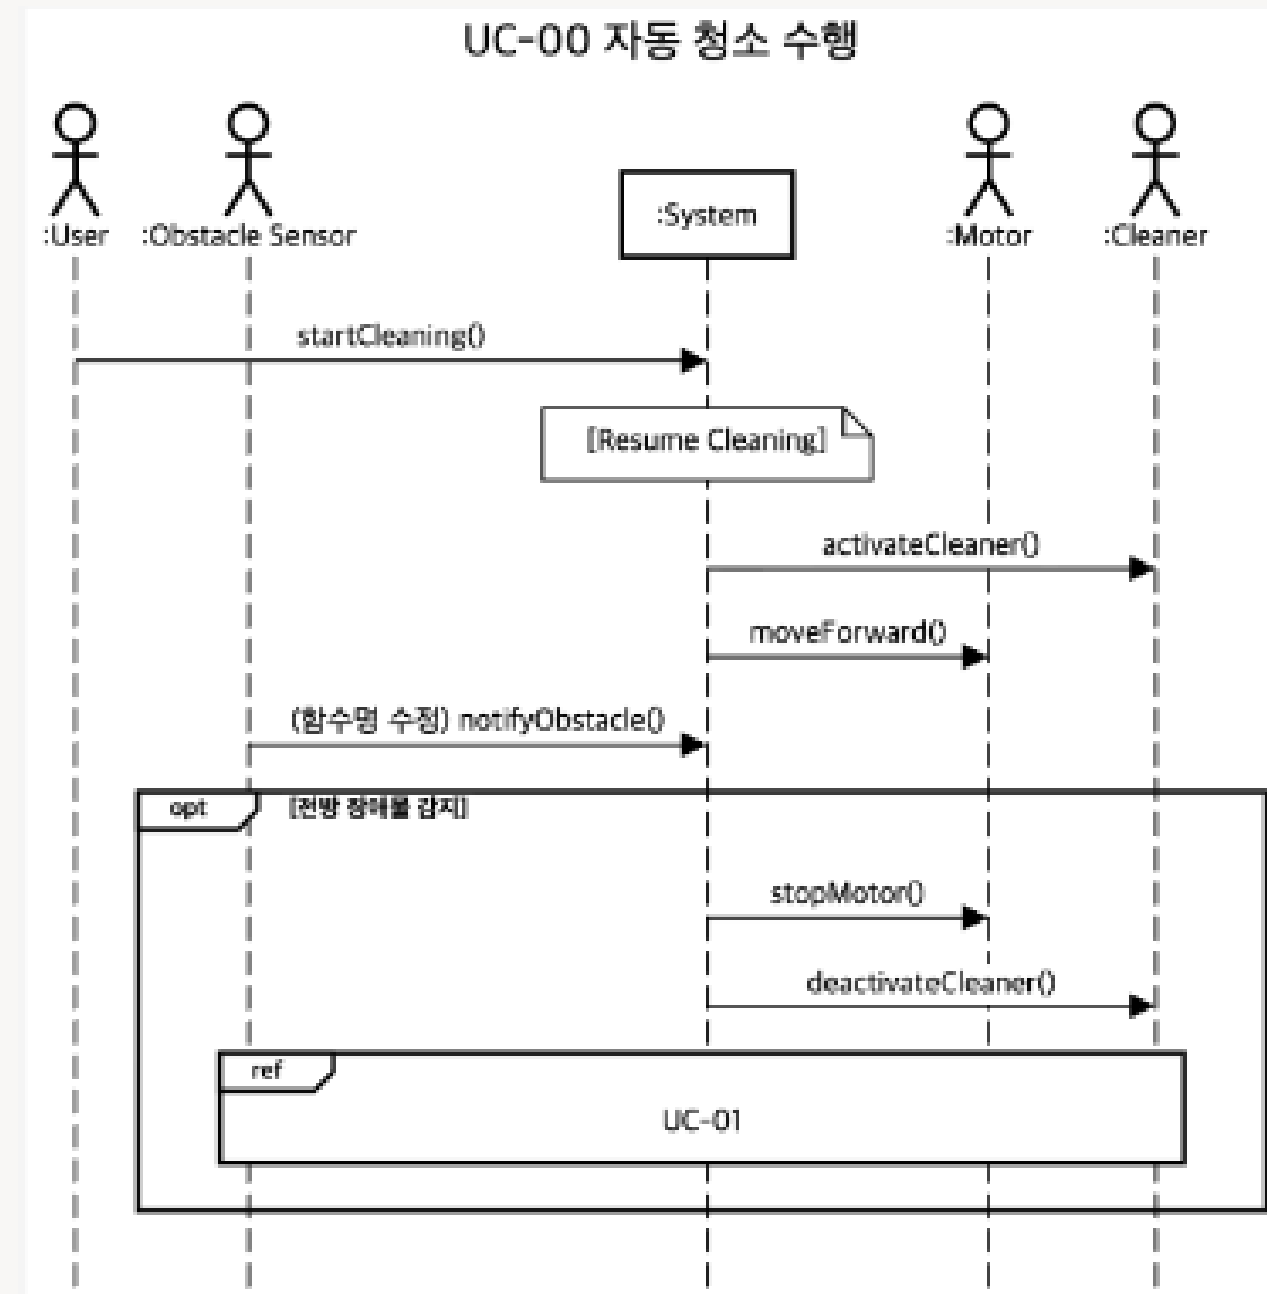 UC-00 자동 청소 수행
:User
:Obstacle Sensor
:System
:Motor
:Cleaner
startCleaning()
[Resume Cleaning]
activateCleaner()
moveForward()
(함수명 수정) notifyObstacle()
opt
[전방 장애물 감지]
stopMotor()
deactivateCleaner()
ref
UC-01